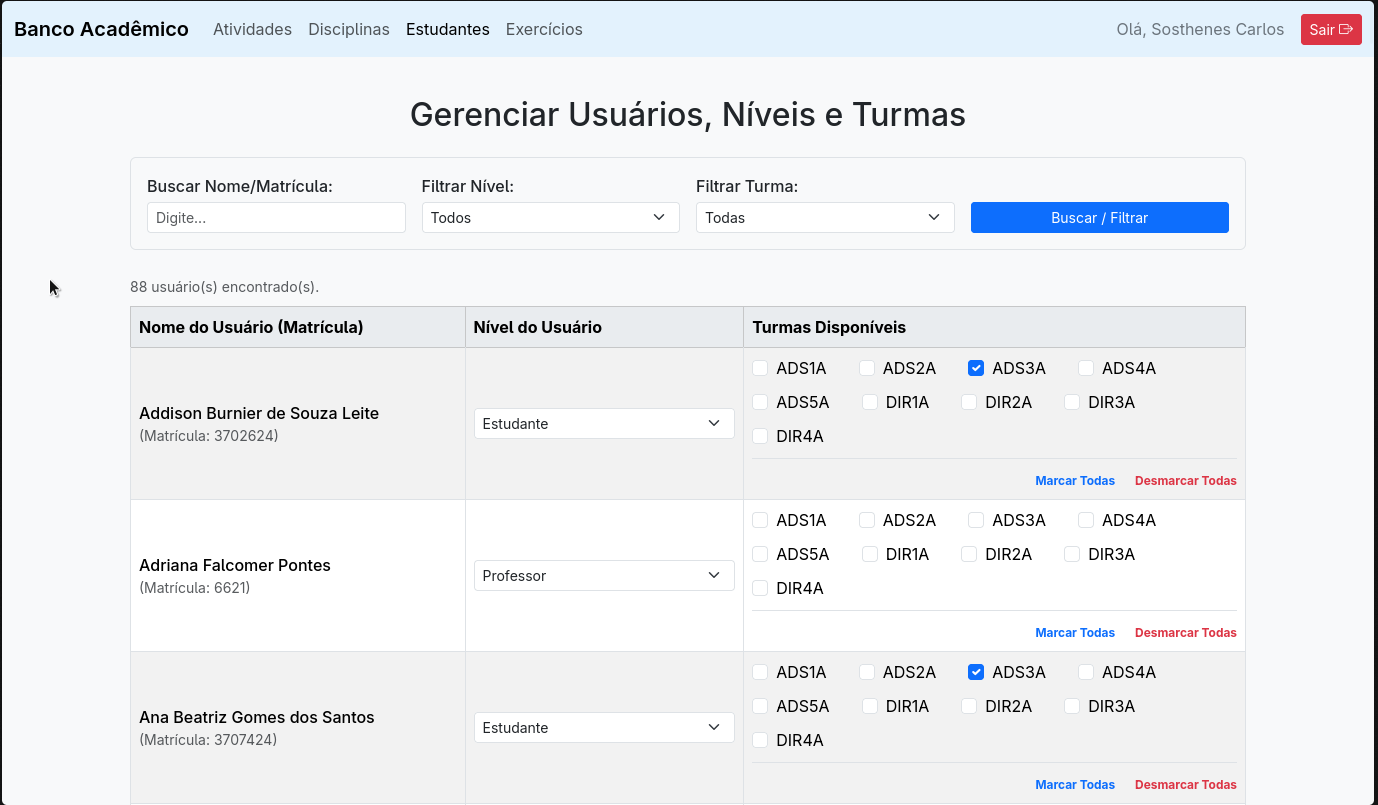 Banco Acadêmico Atividades Disciplinas Estudantes Exercícios Olá, Sosthenes Carlos Sair
Gerenciar Usuários, Níveis e Turmas
Buscar Nome/Matrícula: Filtrar Nível: Filtrar Turma:
Digite... Todos Todas Buscar / Filtrar
88 usuário(s) encontrado(s).
Nome do Usuário (Matrícula) Nível do Usuário Turmas Disponíveis
Addison Burnier de Souza Leite
(Matrícula: 3702624)
Estudante
ADS1A ADS2A ADS3A ADS4A
ADS5A DIR1A DIR2A DIR3A
DIR4A
Marcar Todas Desmarcar Todas
Adriana Falcomer Pontes
(Matrícula: 6621)
Professor
ADS1A ADS2A ADS3A ADS4A
ADS5A DIR1A DIR2A DIR3A
DIR4A
Marcar Todas Desmarcar Todas
Ana Beatriz Gomes dos Santos
(Matrícula: 3707424)
Estudante
ADS1A ADS2A ADS3A ADS4A
ADS5A DIR1A DIR2A DIR3A
DIR4A
Marcar Todas Desmarcar Todas